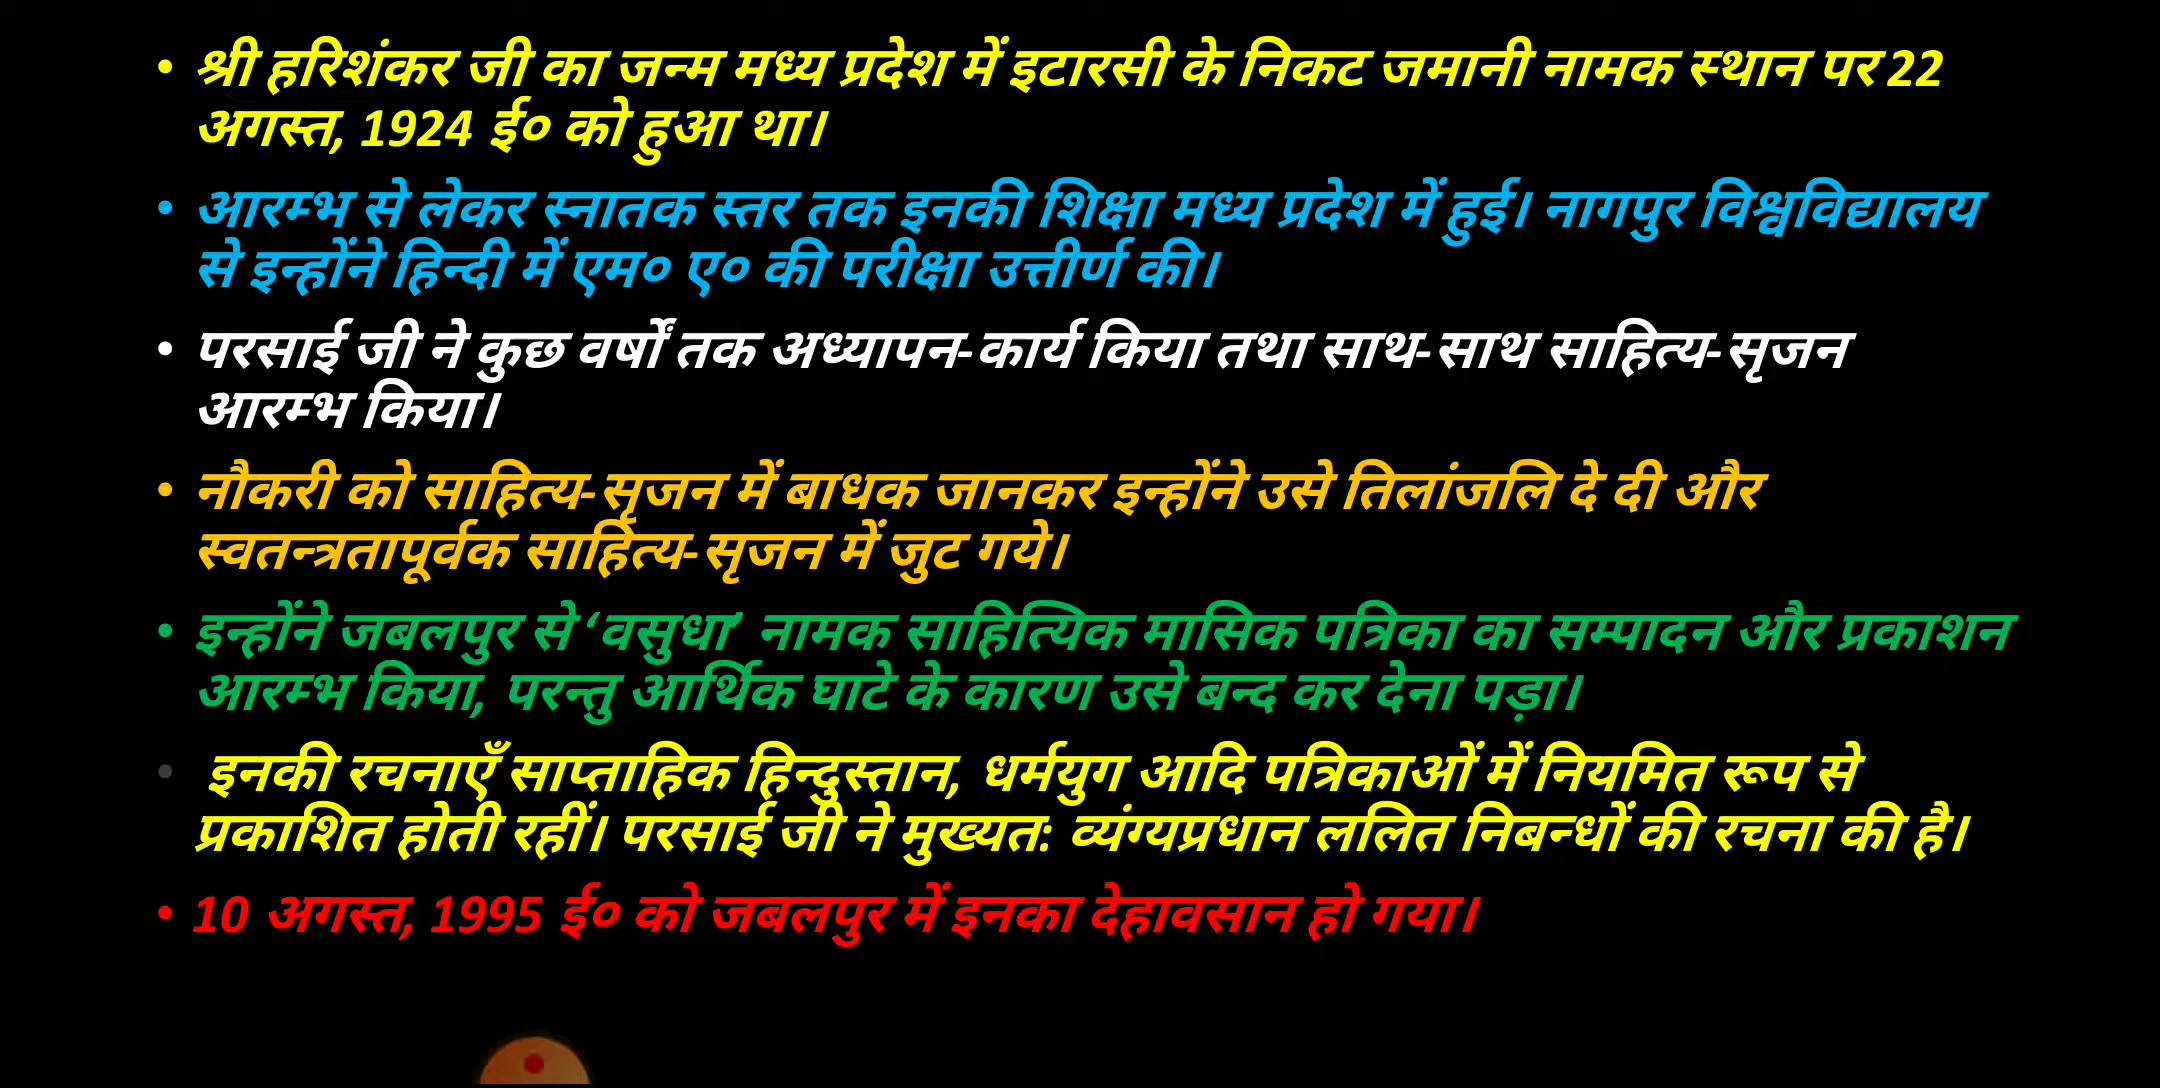 • श्री हरिशंकर जी का जन्म मध्य प्रदेश में इटारसी के निकट जमानी नामक स्थान पर 22
अगस्त, 1924 ई० को हुआ था।
• आरम्भ से लेकर स्नातक स्तर तक इनकी शिक्षा मध्य प्रदेश में हुई। नागपुर विश्वविद्यालय
से इन्होंने हिन्दी में एम० ए० की परीक्षा उत्तीर्ण की।
• परसाई जी ने कुछ वर्षों तक अध्यापन-कार्य किया तथा साथ-साथ साहित्य-सृजन
आरम्भ किया।
• नौकरी को साहित्य-सृजन में बाधक जानकर इन्होंने उसे तिलांजलि दे दी और
स्वतन्त्रतापूर्वक साहित्य-सृजन में जुट गये।
• इन्होंने जबलपुर से ‘वसुधा’ नामक साहित्यिक मासिक पत्रिका का सम्पादन और प्रकाशन
आरम्भ किया, परन्तु आर्थिक घाटे के कारण उसे बन्द कर देना पड़ा।
• इनकी रचनाएँ साप्ताहिक हिन्दुस्तान, धर्मयुग आदि पत्रिकाओं में नियमित रूप से
प्रकाशित होती रहीं। परसाई जी ने मुख्यत: व्यंग्यप्रधान ललित निबन्धों की रचना की है।
• 10 अगस्त, 1995 ई० को जबलपुर में इनका देहावसान हो गया।